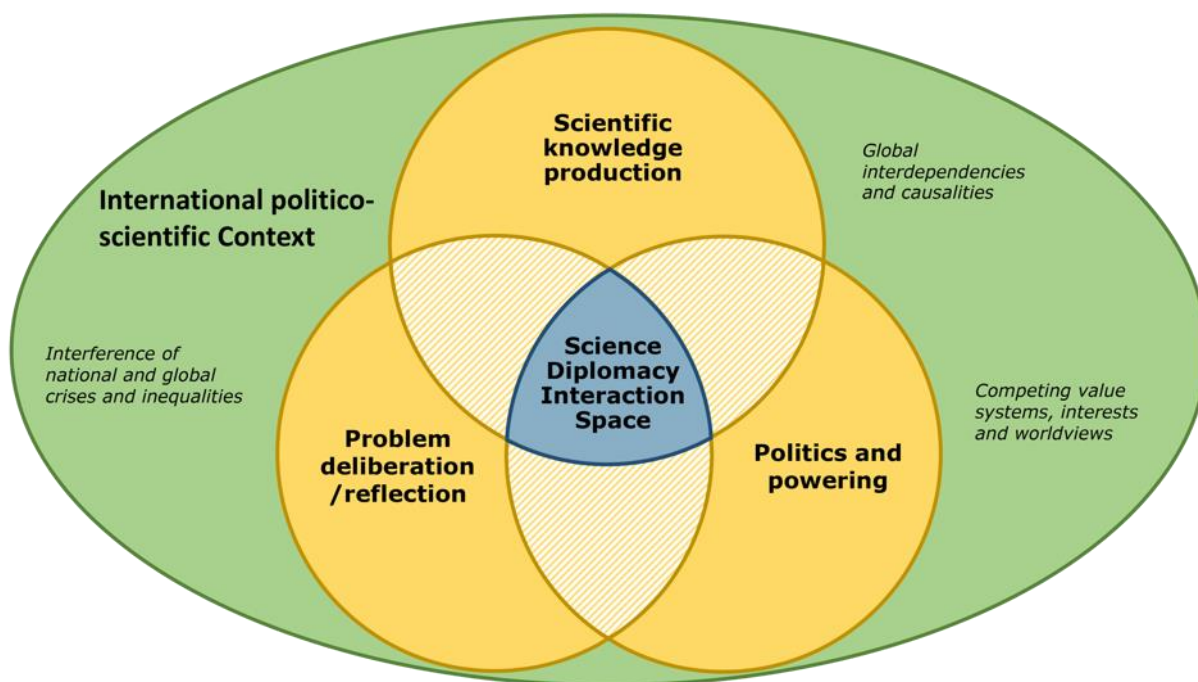 Scientific
knowledge
production
Global
interdependencies
and causalities
International politico-
scientific Context
Interference of
national and global
crises and inequalities
Science
Diplomacy
Interaction
Space
Competing value
systems, interests
and worldviews
Problem
deliberation
/reflection
Politics and
powering